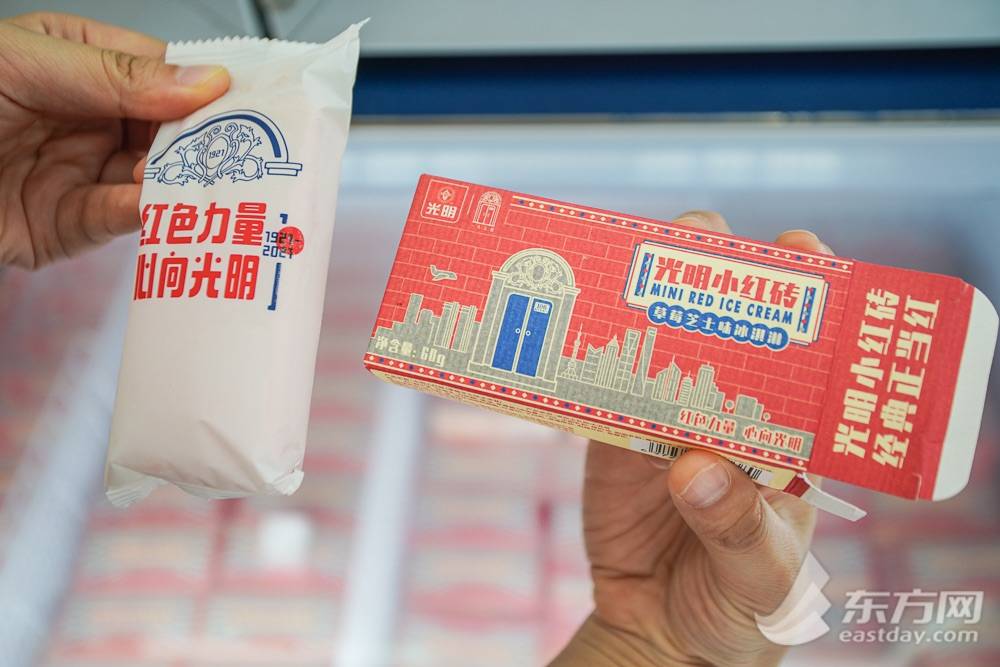 1921
红色力量
心向光明
1921-
2021
光明
光明小红砖
MINI RED ICE CREAM
草莓芝士味冰淇淋
净含量: 60g
红色力量 心向光明
光明小红砖
经典正当红
东方网
eastday.com